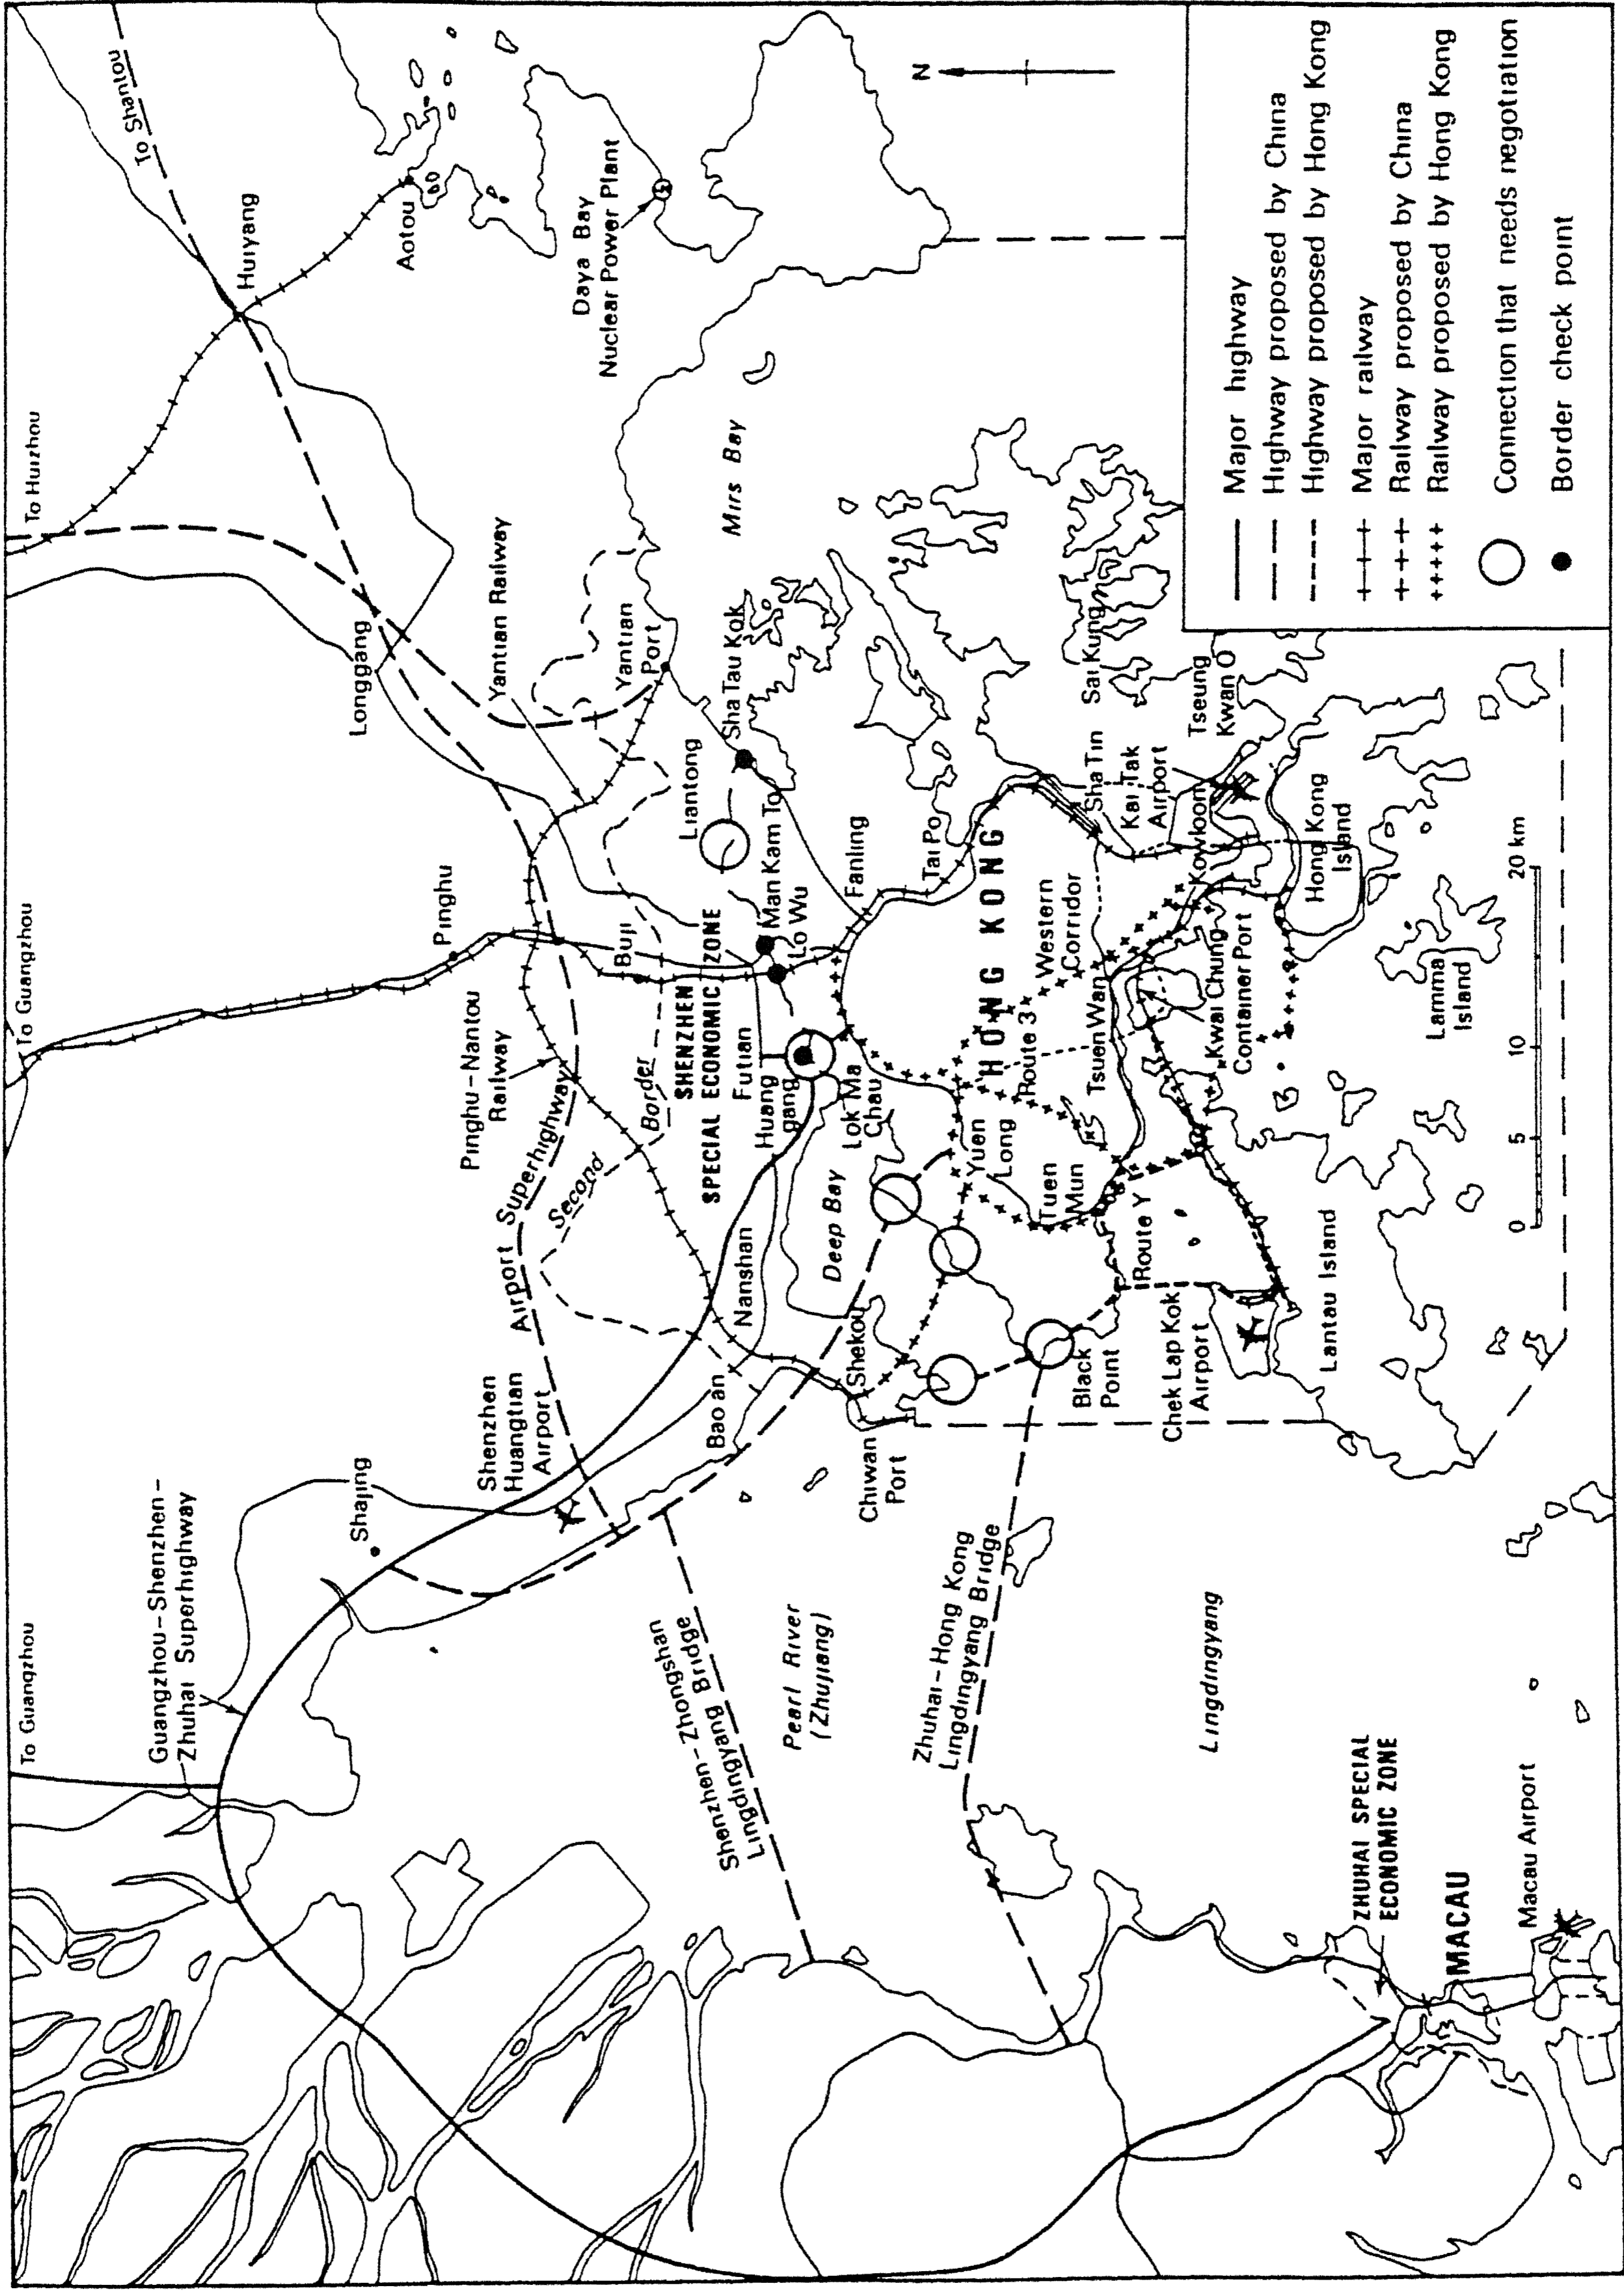 To Guangzhou
Guangzhou-Shenzhen-
Zhuhai Superhighway
Shajing
Shenzhen
Huangtian
Airport
To Guangzhou
Pinghu
Pinghu-Nantou
Railway
Airport Superhighway
Second Border
Buji
To Huizhou
Longgang
Yantian Railway
To Shantou
Huiyang
Aotou
Daya Bay
Nuclear Power Plant
N
Shenzhen-Zhongshan
Lingdingyang Bridge
Pearl River
(Zhujiang)
Zhuhai-Hong Kong
Lingdingyang Bridge
Lingdingyang
Bao an
Nanshan
SHENZHEN
SPECIAL ECONOMIC ZONE
Futian
Huang
gang
Liantong
Yantian
Port
Sha Tau Kok
Man Kam To
Lo Wu
Mirs Bay
Chiwan
Port
Shekou
Deep Bay
Lok Ma
Chau
Fanling
Tai Po
HONG KONG
Yuen
Long
Route 3
Western
Corridor
Tuen
Mun
Tsuen Wan
Sha Tin
Sai Kung
Black
Point
Route Y
Kai Tak
Airport
Tseung
Kwan O
Chek Lap Kok
Airport
Kwai Chung
Container Port
Kowloon
Hong Kong
Island
Lantau Island
Lamma
Island
0 5 10 20 km
ZHUHAI SPECIAL
ECONOMIC ZONE
MACAU
Macau Airport
Major highway
Highway proposed by China
Highway proposed by Hong Kong
Major railway
Railway proposed by China
Railway proposed by Hong Kong
Connection that needs negotiation
Border check point